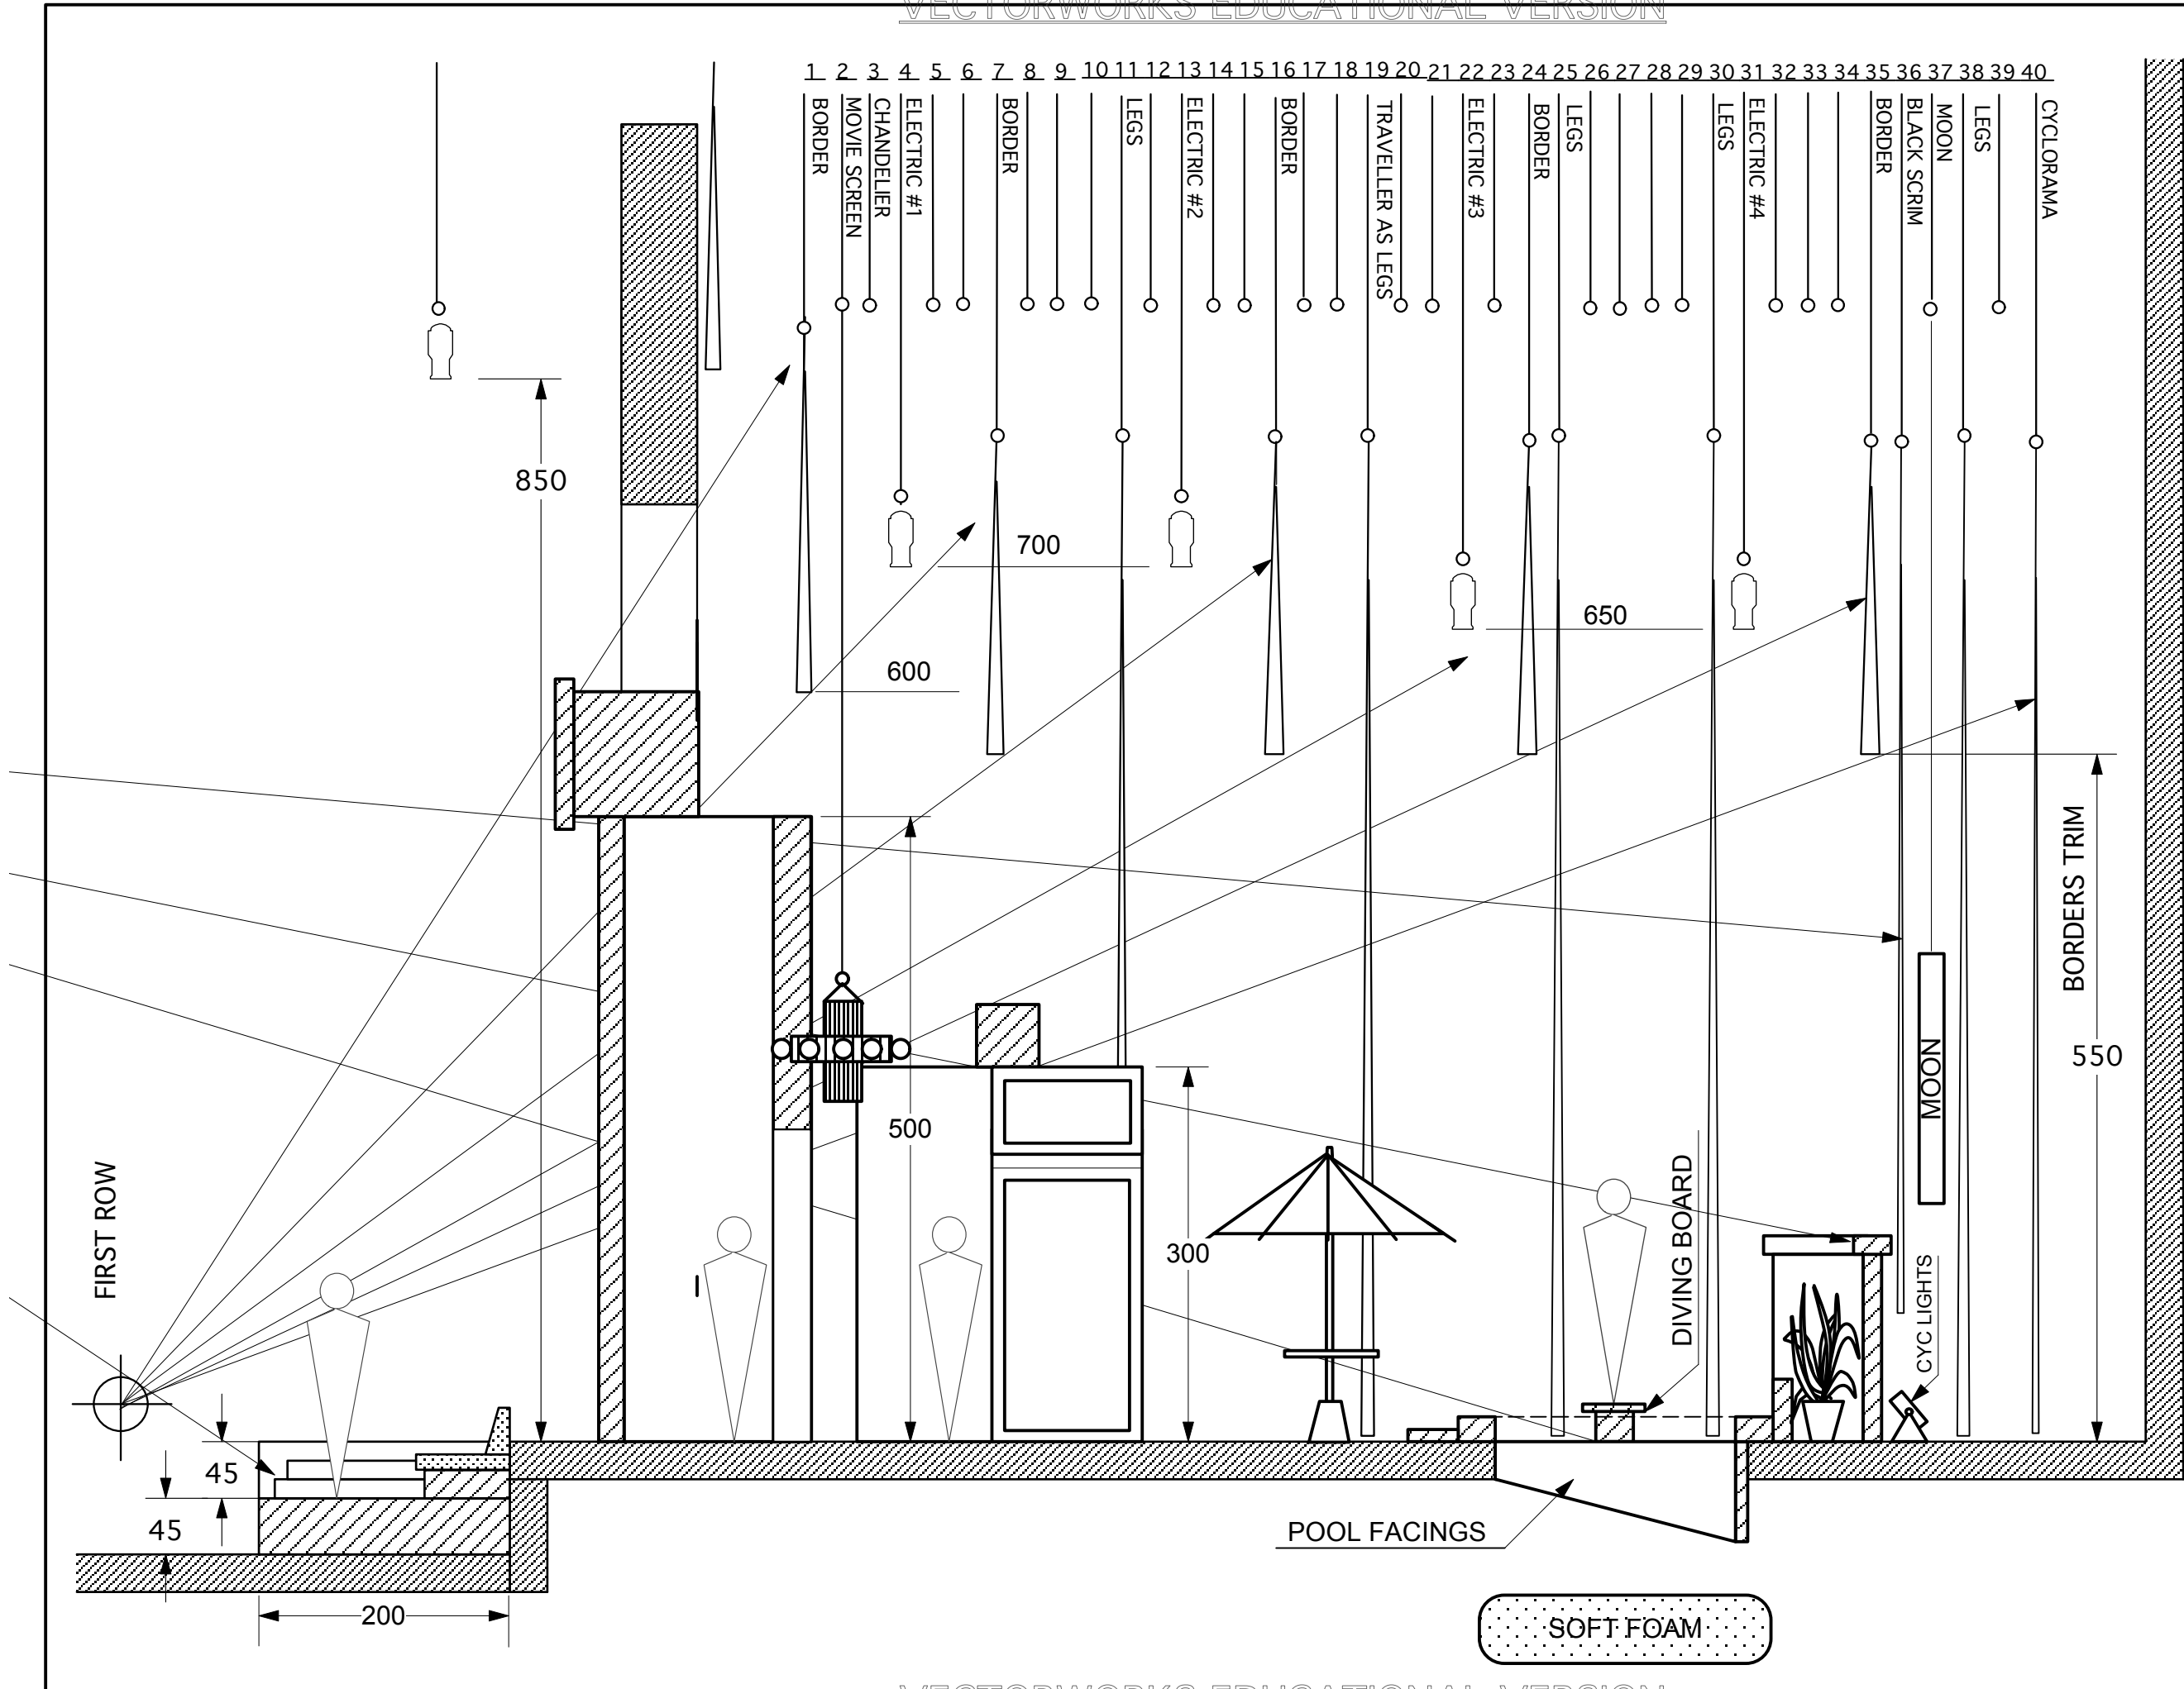 VECTORWORKS EDUCATIONAL VERSION
1 2 3 4 5 6 7 8 9 10 11 12 13 14 15 16 17 18 19 20 21 22 23 24 25 26 27 28 29 30 31 32 33 34 35 36 37 38 39 40
BORDER
MOVIE SCREEN
CHANDELIER
ELECTRIC #1
BORDER
LEGS
ELECTRIC #2
BORDER
TRAVELLER AS LEGS
ELECTRIC #3
BORDER
LEGS
LEGS
ELECTRIC #4
BORDER
BLACK SCRIM
MOON
LEGS
CYCLORAMA
850
700
650
600
BORDERS TRIM
550
MOON
500
300
FIRST ROW
DIVING BOARD
CYC LIGHTS
45
45
POOL FACINGS
200
SOFT FOAM
VECTORWORKS EDUCATIONAL VERSION